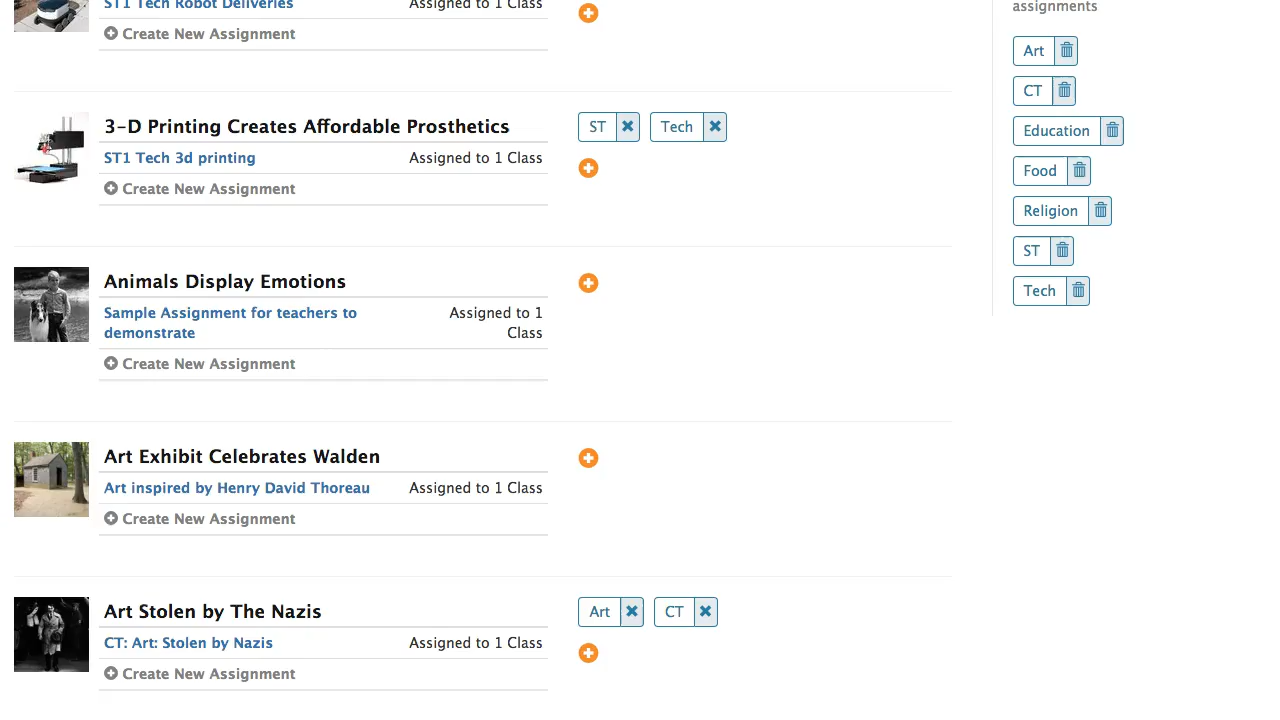 ST1 Tech Robot Deliveries
Assigned to 1 Class
Create New Assignment
3-D Printing Creates Affordable Prosthetics
ST1 Tech 3d printing
Assigned to 1 Class
Create New Assignment
ST
Tech
Animals Display Emotions
Sample Assignment for teachers to
demonstrate
Assigned to 1
Class
Create New Assignment
Art Exhibit Celebrates Walden
Art inspired by Henry David Thoreau
Assigned to 1 Class
Create New Assignment
Art Stolen by The Nazis
CT: Art: Stolen by Nazis
Assigned to 1 Class
Create New Assignment
Art
CT
assignments
Art
CT
Education
Food
Religion
ST
Tech